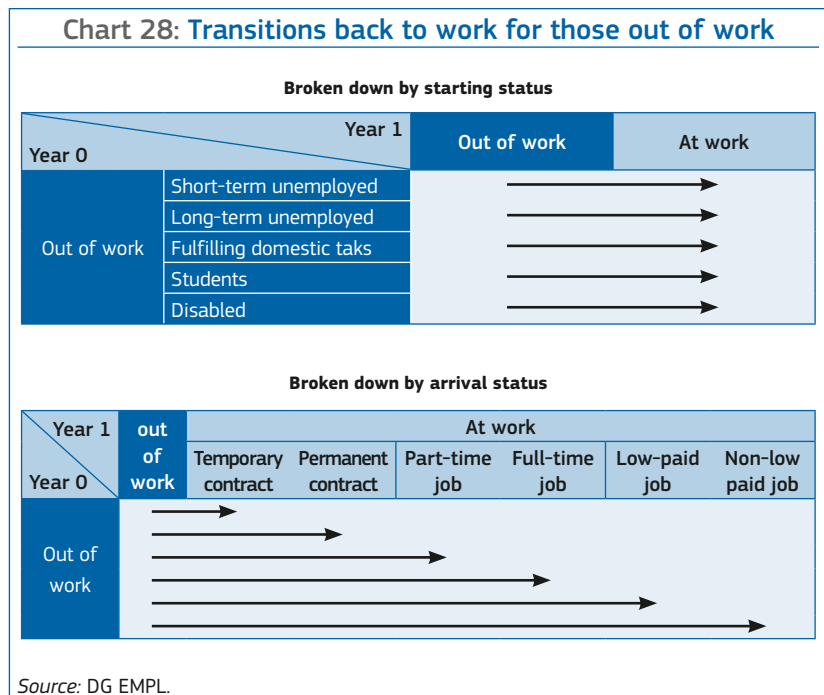 Chart 28: Transitions back to work for those out of work
Broken down by starting status
Year 1
Year 0
Out of work
At work
Out of work
Short-term unemployed
Long-term unemployed
Fulfilling domestic taks
Students
Disabled
Broken down by arrival status
Year 1
Year 0
out
of
work
At work
Temporary
contract
Permanent
contract
Part-time
job
Full-time
job
Low-paid
job
Non-low
paid job
Out of
work
Source: DG EMPL.